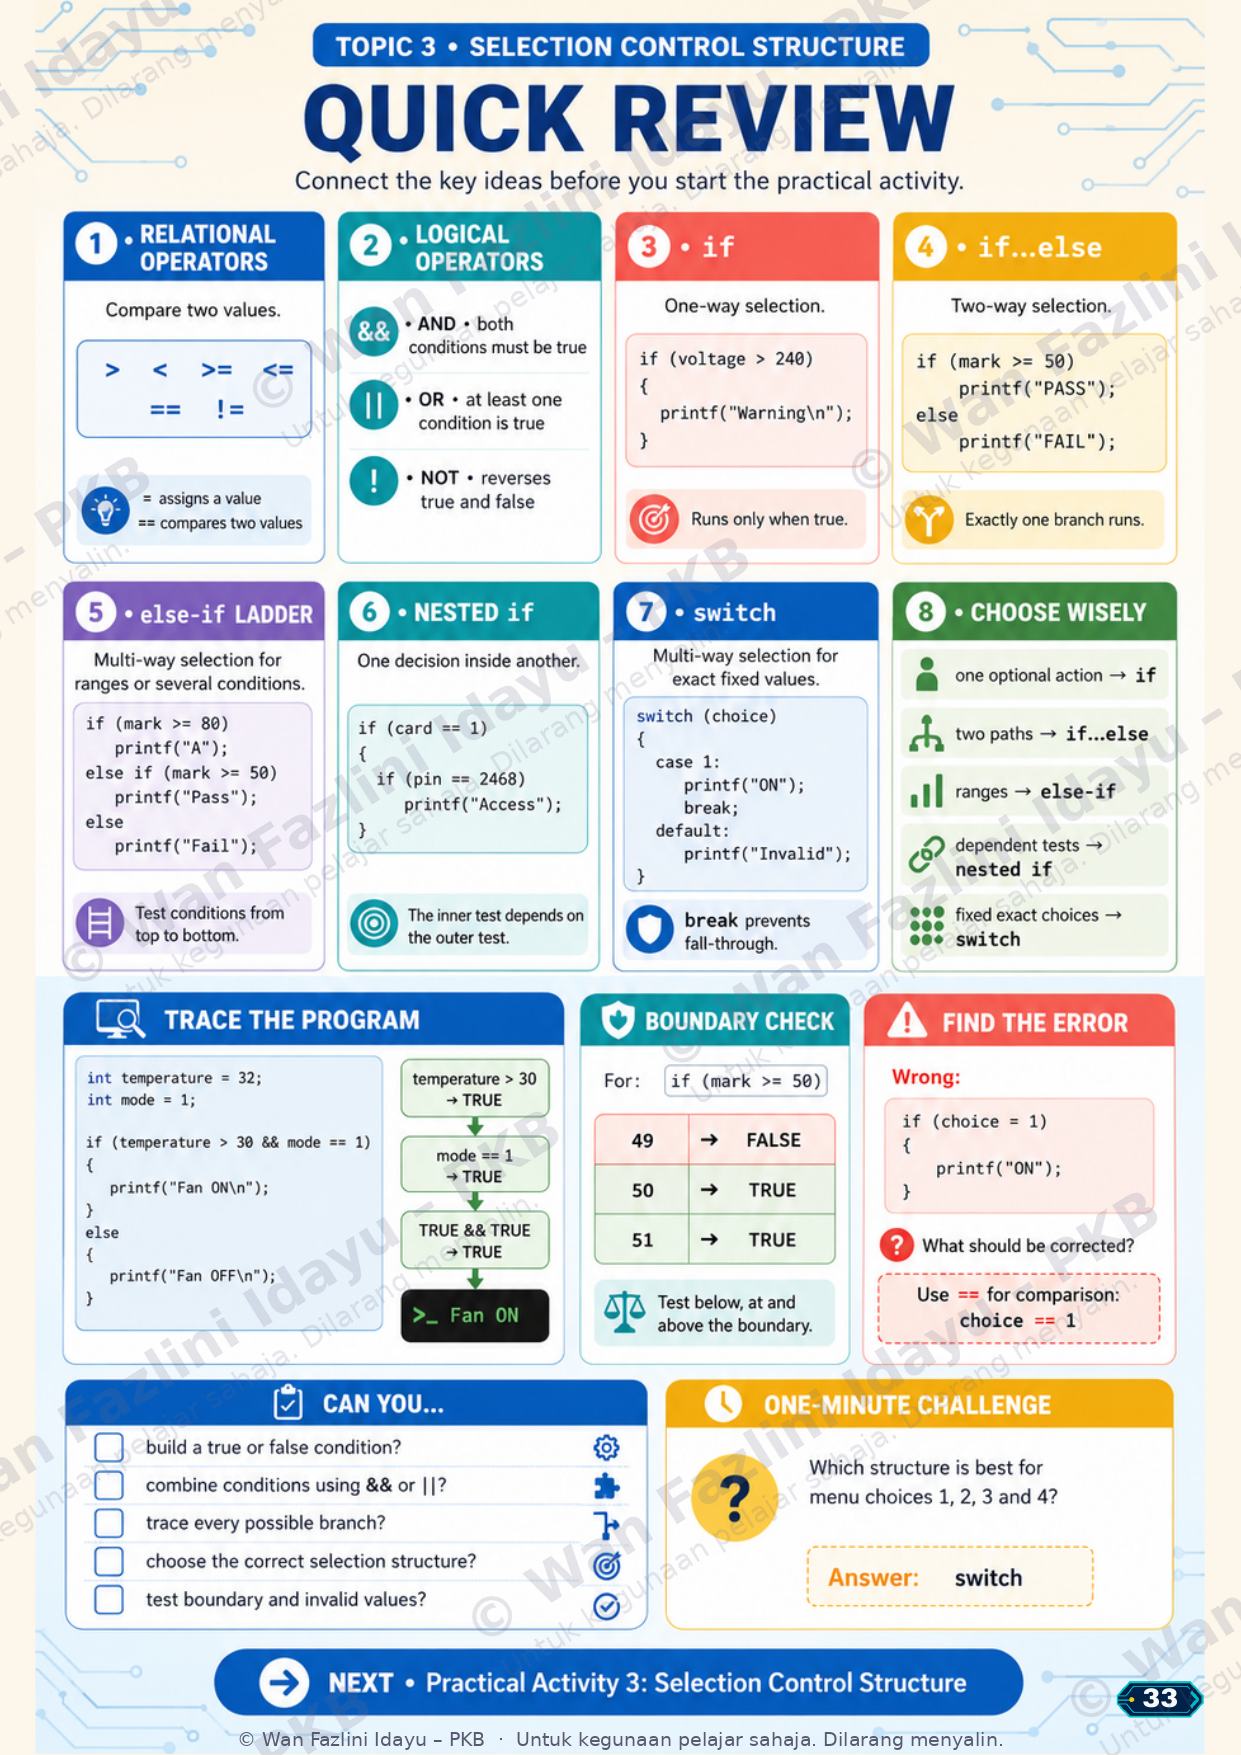 TOPIC 3 • SELECTION CONTROL STRUCTURE
QUICK REVIEW
Connect the key ideas before you start the practical activity.
1 • RELATIONAL
OPERATORS
Compare two values.
> < >= <=
== !=
= assigns a value
== compares two values
2 • LOGICAL
OPERATORS
&& • AND • both
conditions must be true
|| • OR • at least one
condition is true
! • NOT • reverses
true and false
3 • if
One-way selection.
if (voltage > 240)
{
printf("Warning\n");
}
Runs only when true.
4 • if...else
Two-way selection.
if (mark >= 50)
printf("PASS");
else
printf("FAIL");
Exactly one branch runs.
5 • else-if LADDER
Multi-way selection for
ranges or several conditions.
if (mark >= 80)
printf("A");
else if (mark >= 50)
printf("Pass");
else
printf("Fail");
Test conditions from
top to bottom.
6 • NESTED if
One decision inside another.
if (card == 1)
{
if (pin == 2468)
printf("Access");
}
The inner test depends on
the outer test.
7 • switch
Multi-way selection for
exact fixed values.
switch (choice)
{
case 1:
printf("ON");
break;
default:
printf("Invalid");
}
break prevents
fall-through.
8 • CHOOSE WISELY
one optional action → if
two paths → if...else
ranges → else-if
dependent tests →
nested if
fixed exact choices →
switch
TRACE THE PROGRAM
int temperature = 32;
int mode = 1;
if (temperature > 30 && mode == 1)
{
printf("Fan ON\n");
}
else
{
printf("Fan OFF\n");
}
temperature > 30
→ TRUE
mode == 1
→ TRUE
TRUE && TRUE
→ TRUE
>_ Fan ON
BOUNDARY CHECK
For: if (mark >= 50)
49 → FALSE
50 → TRUE
51 → TRUE
Test below, at and
above the boundary.
FIND THE ERROR
Wrong:
if (choice = 1)
{
printf("ON");
}
? What should be corrected?
Use == for comparison:
choice == 1
CAN YOU...
build a true or false condition?
combine conditions using && or ||?
trace every possible branch?
choose the correct selection structure?
test boundary and invalid values?
ONE-MINUTE CHALLENGE
?
Which structure is best for
menu choices 1, 2, 3 and 4?
Answer: switch
NEXT • Practical Activity 3: Selection Control Structure
33
© Wan Fazlini Idayu – PKB · Untuk kegunaan pelajar sahaja. Dilarang menyalin.